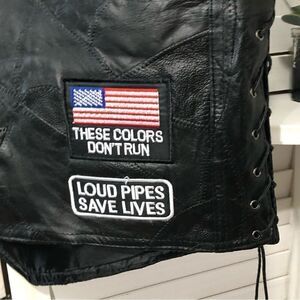 THESE COLORS
DON'T RUN
LOUD PIPES
SAVE LIVES